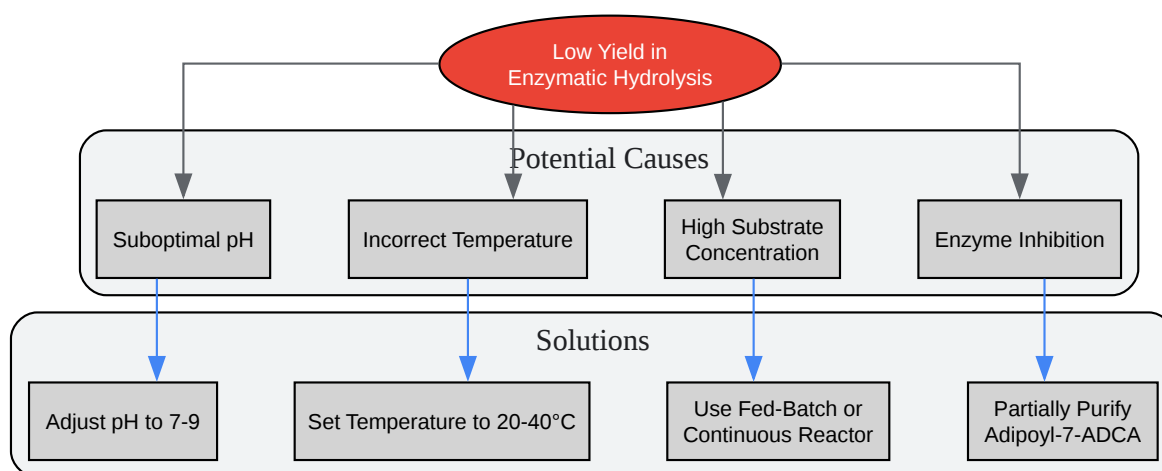 Low Yield in
Enzymatic Hydrolysis
Potential Causes
Suboptimal pH
Incorrect Temperature
High Substrate
Concentration
Enzyme Inhibition
Solutions
Adjust pH to 7-9
Set Temperature to 20-40°C
Use Fed-Batch or
Continuous Reactor
Partially Purify
Adipoyl-7-ADCA